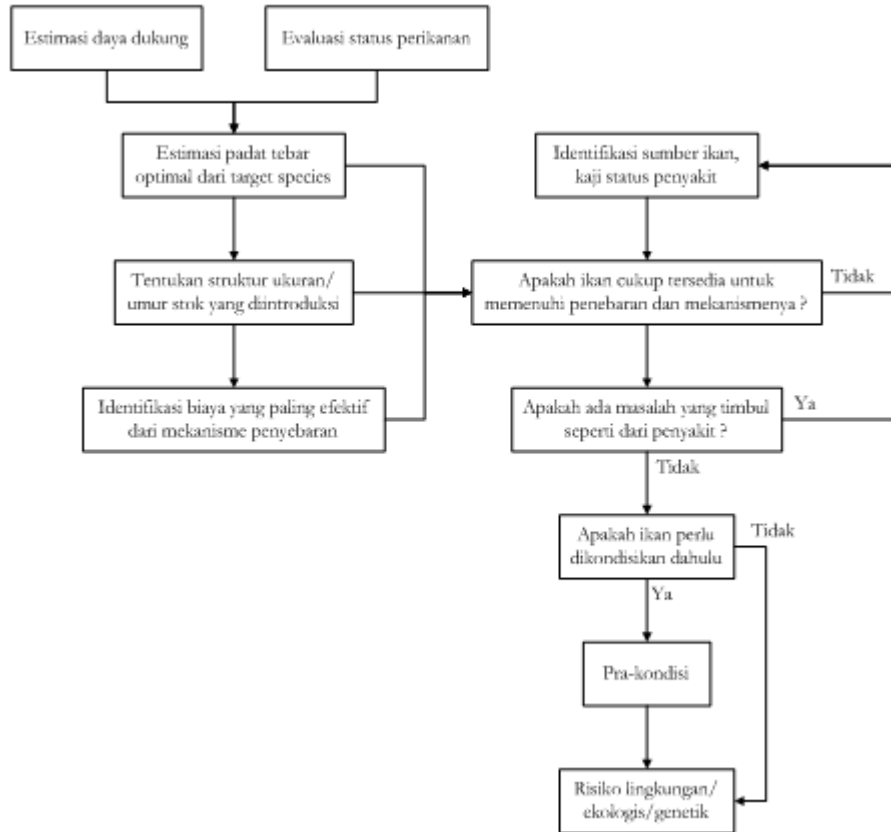 Estimasi daya dukung
Evaluasi status perikanan
Estimasi padat tebar
optimal dari target species
Identifikasi sumber ikan,
kaji status penyakit
Tentukan struktur ukuran/
umur stok yang diintroduksi
Apakah ikan cukup tersedia untuk
memenuhi penebaran dan mekanismenya ?
Tidak
Identifikasi biaya yang paling efektif
dari mekanisme penyebaran
Apakah ada masalah yang timbul
seperti dari penyakit ?
Ya
Tidak
Apakah ikan perlu
dikondisikan dahulu
Tidak
Ya
Pra-kondisi
Risiko lingkungan/
ekologis/genetik